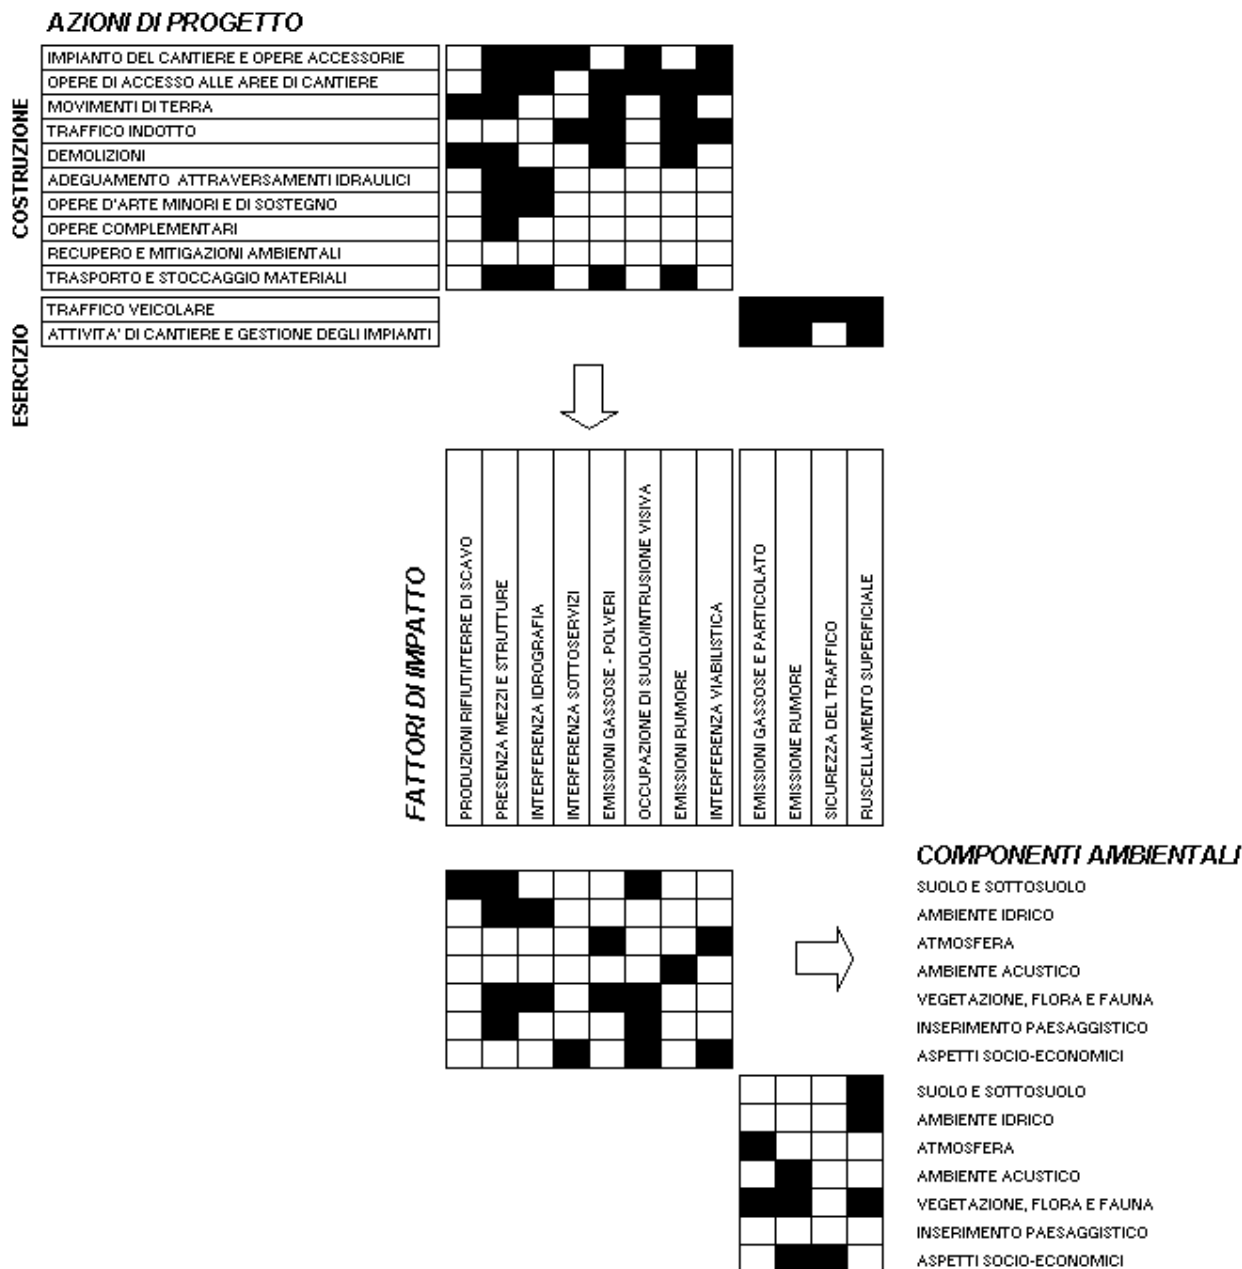 AZIONI DI PROGETTO
COSTRUZIONE
IMPIANTO DEL CANTIERE E OPERE ACCESSORIE
OPERE DI ACCESSO ALLE AREE DI CANTIERE
MOVIMENTI DI TERRA
TRAFFICO INDOTTO
DEMOLIZIONI
ADEGUAMENTO ATTRAVERSAMENTI IDRAULICI
OPERE D'ARTE MINORI E DI SOSTEGNO
OPERE COMPLEMENTARI
RECUPERO E MITIGAZIONI AMBIENTALI
TRASPORTO E STOCCAGGIO MATERIALI
ESERCIZIO
TRAFFICO VEICOLARE
ATTIVITA' DI CANTIERE E GESTIONE DEGLI IMPIANTI
FATTORI DI IMPATTO
PRODUZIONI RIFIUTI/TERRE DI SCAVO
PRESENZA MEZZI E STRUTTURE
INTERFERENZA IDROGRAFIA
INTERFERENZA SOTTOSERVIZI
EMISSIONI GASSOSE - POLVERI
OCCUPAZIONE DI SUOLO/INTRUSIONE VISIVA
EMISSIONI RUMORE
INTERFERENZA VIABILISTICA
EMISSIONI GASSOSE E PARTICOLATO
EMISSIONE RUMORE
SICUREZZA DEL TRAFFICO
RUSCELLAMENTO SUPERFICIALE
COMPONENTI AMBIENTALI
SUOLO E SOTTOSUOLO
AMBIENTE IDRICO
ATMOSFERA
AMBIENTE ACUSTICO
VEGETAZIONE, FLORA E FAUNA
INSERIMENTO PAESAGGISTICO
ASPETTI SOCIO-ECONOMICI
SUOLO E SOTTOSUOLO
AMBIENTE IDRICO
ATMOSFERA
AMBIENTE ACUSTICO
VEGETAZIONE, FLORA E FAUNA
INSERIMENTO PAESAGGISTICO
ASPETTI SOCIO-ECONOMICI